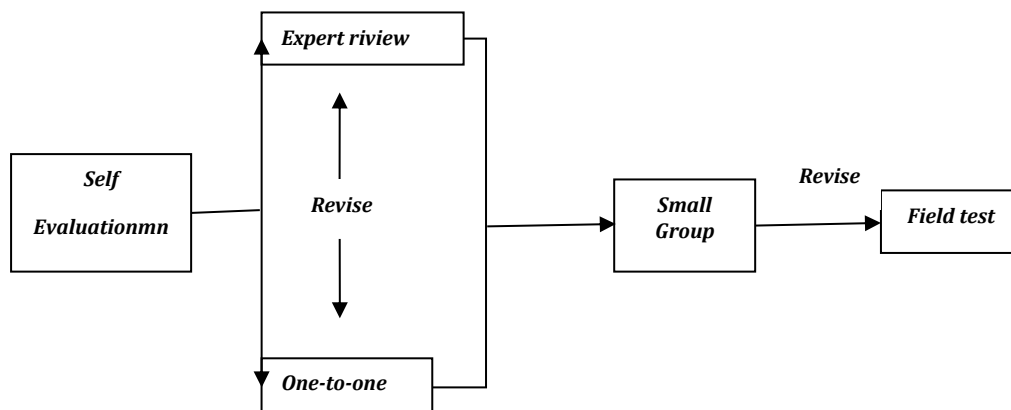 Expert riview
Self
Evaluationmn
Revise
One-to-one
Small
Group
Revise
Field test